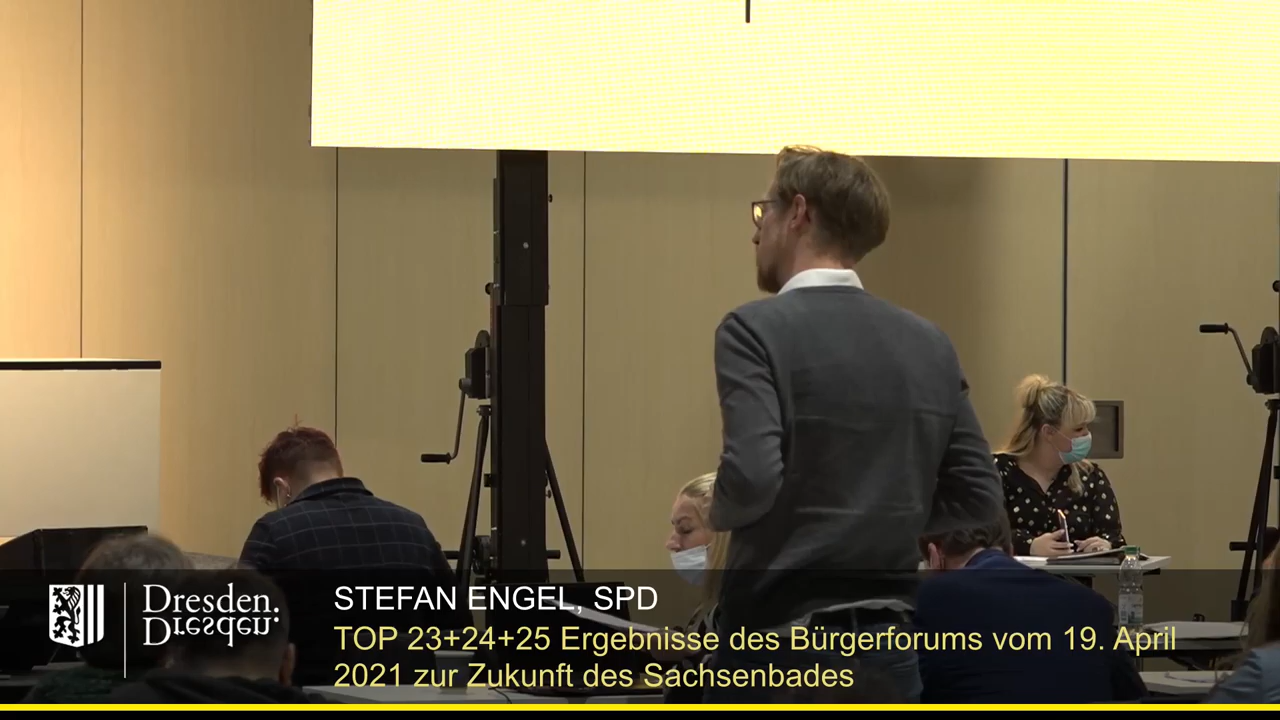 Dresden.
Dresden.
STEFAN ENGEL, SPD
TOP 23+24+25 Ergebnisse des Bürgerforums vom 19. April
2021 zur Zukunft des Sachsenbades